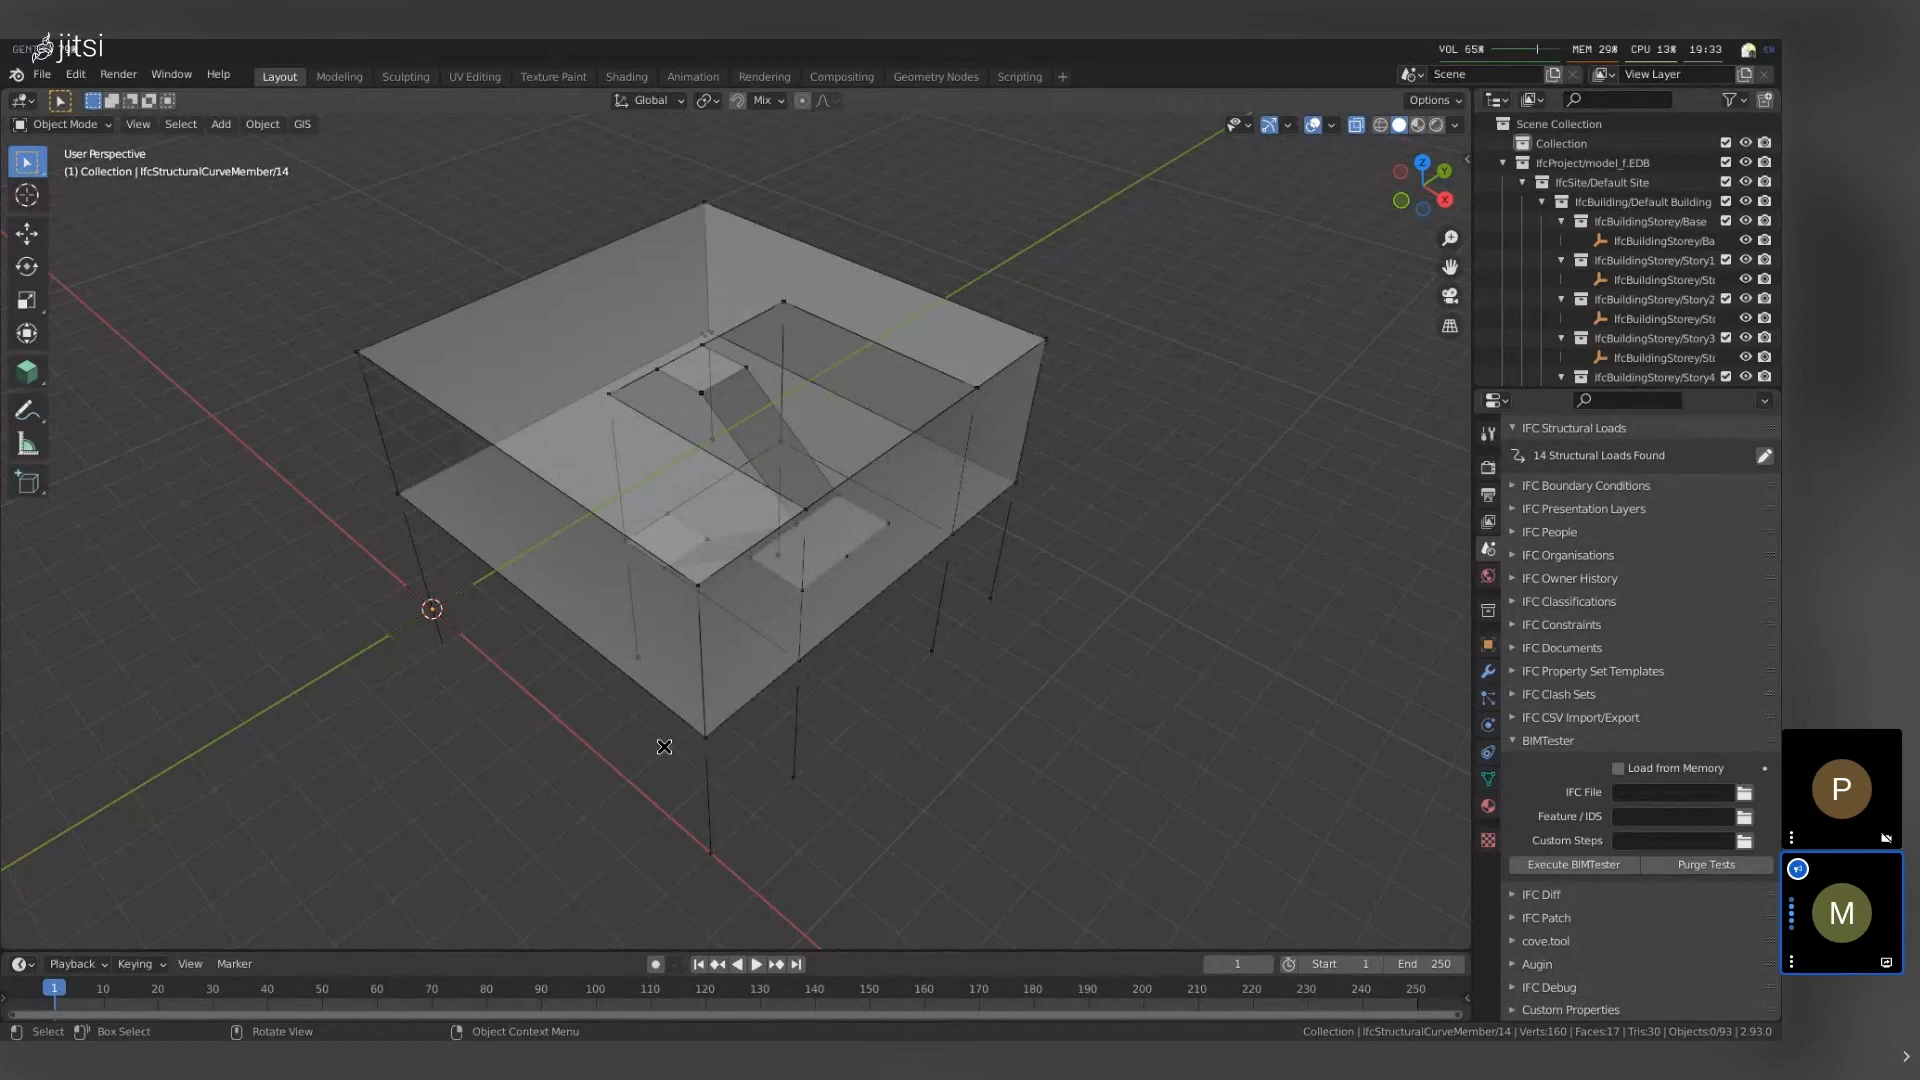 jitsi
VOL 65% MEM 29% CPU 13% 19:33 EN
File Edit Render Window Help Layout Modeling Sculpting UV Editing Texture Paint Shading Animation Rendering Compositing Geometry Nodes Scripting + Scene View Layer
Global Mix Options
Object Mode View Select Add Object GIS
User Perspective
(1) Collection | IfcStructuralCurveMember/14
Z
Y
X
Scene Collection
Collection
IfcProject/model_f.EDB
IfcSite/Default Site
IfcBuilding/Default Building
IfcBuildingStorey/Base
IfcBuildingStorey/Ba
IfcBuildingStorey/Story1
IfcBuildingStorey/Sto
IfcBuildingStorey/Story2
IfcBuildingStorey/Sto
IfcBuildingStorey/Story3
IfcBuildingStorey/Sto
IfcBuildingStorey/Story4
IFC Structural Loads
14 Structural Loads Found
IFC Boundary Conditions
IFC Presentation Layers
IFC People
IFC Organisations
IFC Owner History
IFC Classifications
IFC Constraints
IFC Documents
IFC Property Set Templates
IFC Clash Sets
IFC CSV Import/Export
BIMTester
Load from Memory
IFC File
Feature / IDS
Custom Steps
Execute BIMTester Purge Tests
IFC Diff
IFC Patch
cove.tool
Augin
IFC Debug
Custom Properties
P
M
Playback Keying View Marker 1 Start 1 End 250
1 10 20 30 40 50 60 70 80 90 100 110 120 130 140 150 160 170 180 190 200 210 220 230 240 250
Select Box Select Rotate View Object Context Menu Collection | IfcStructuralCurveMember/14 | Verts:160 | Faces:17 | Tris:30 | Objects:0/93 | 2.93.0